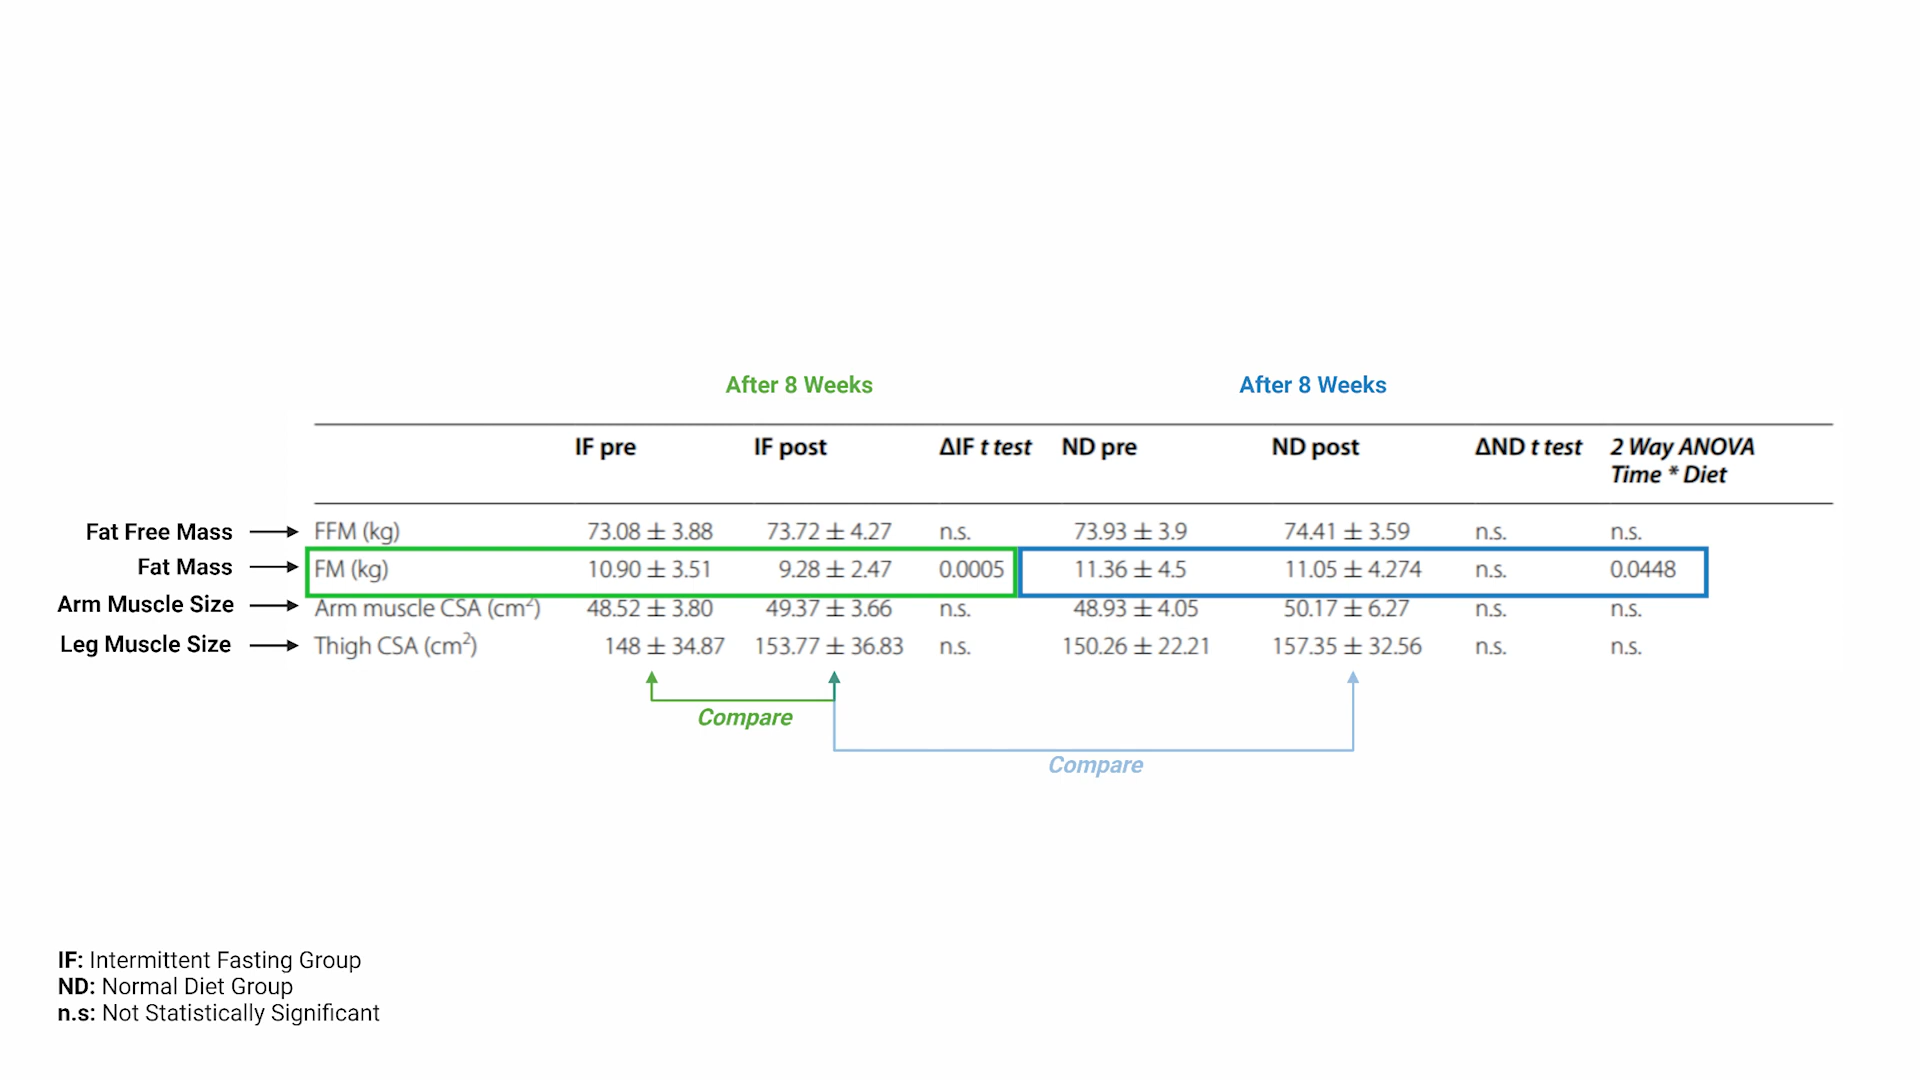 After 8 Weeks After 8 Weeks
IF pre IF post ΔIF t test ND pre ND post ΔND t test 2 Way ANOVA
Time * Diet
Fat Free Mass FFM (kg) 73.08 ± 3.88 73.72 ± 4.27 n.s. 73.93 ± 3.9 74.41 ± 3.59 n.s. n.s.
Fat Mass FM (kg) 10.90 ± 3.51 9.28 ± 2.47 0.0005 11.36 ± 4.5 11.05 ± 4.274 n.s. 0.0448
Arm Muscle Size Arm muscle CSA (cm²) 48.52 ± 3.80 49.37 ± 3.66 n.s. 48.93 ± 4.05 50.17 ± 6.27 n.s. n.s.
Leg Muscle Size Thigh CSA (cm²) 148 ± 34.87 153.77 ± 36.83 n.s. 150.26 ± 22.21 157.35 ± 32.56 n.s. n.s.
Compare
Compare
IF: Intermittent Fasting Group
ND: Normal Diet Group
n.s: Not Statistically Significant